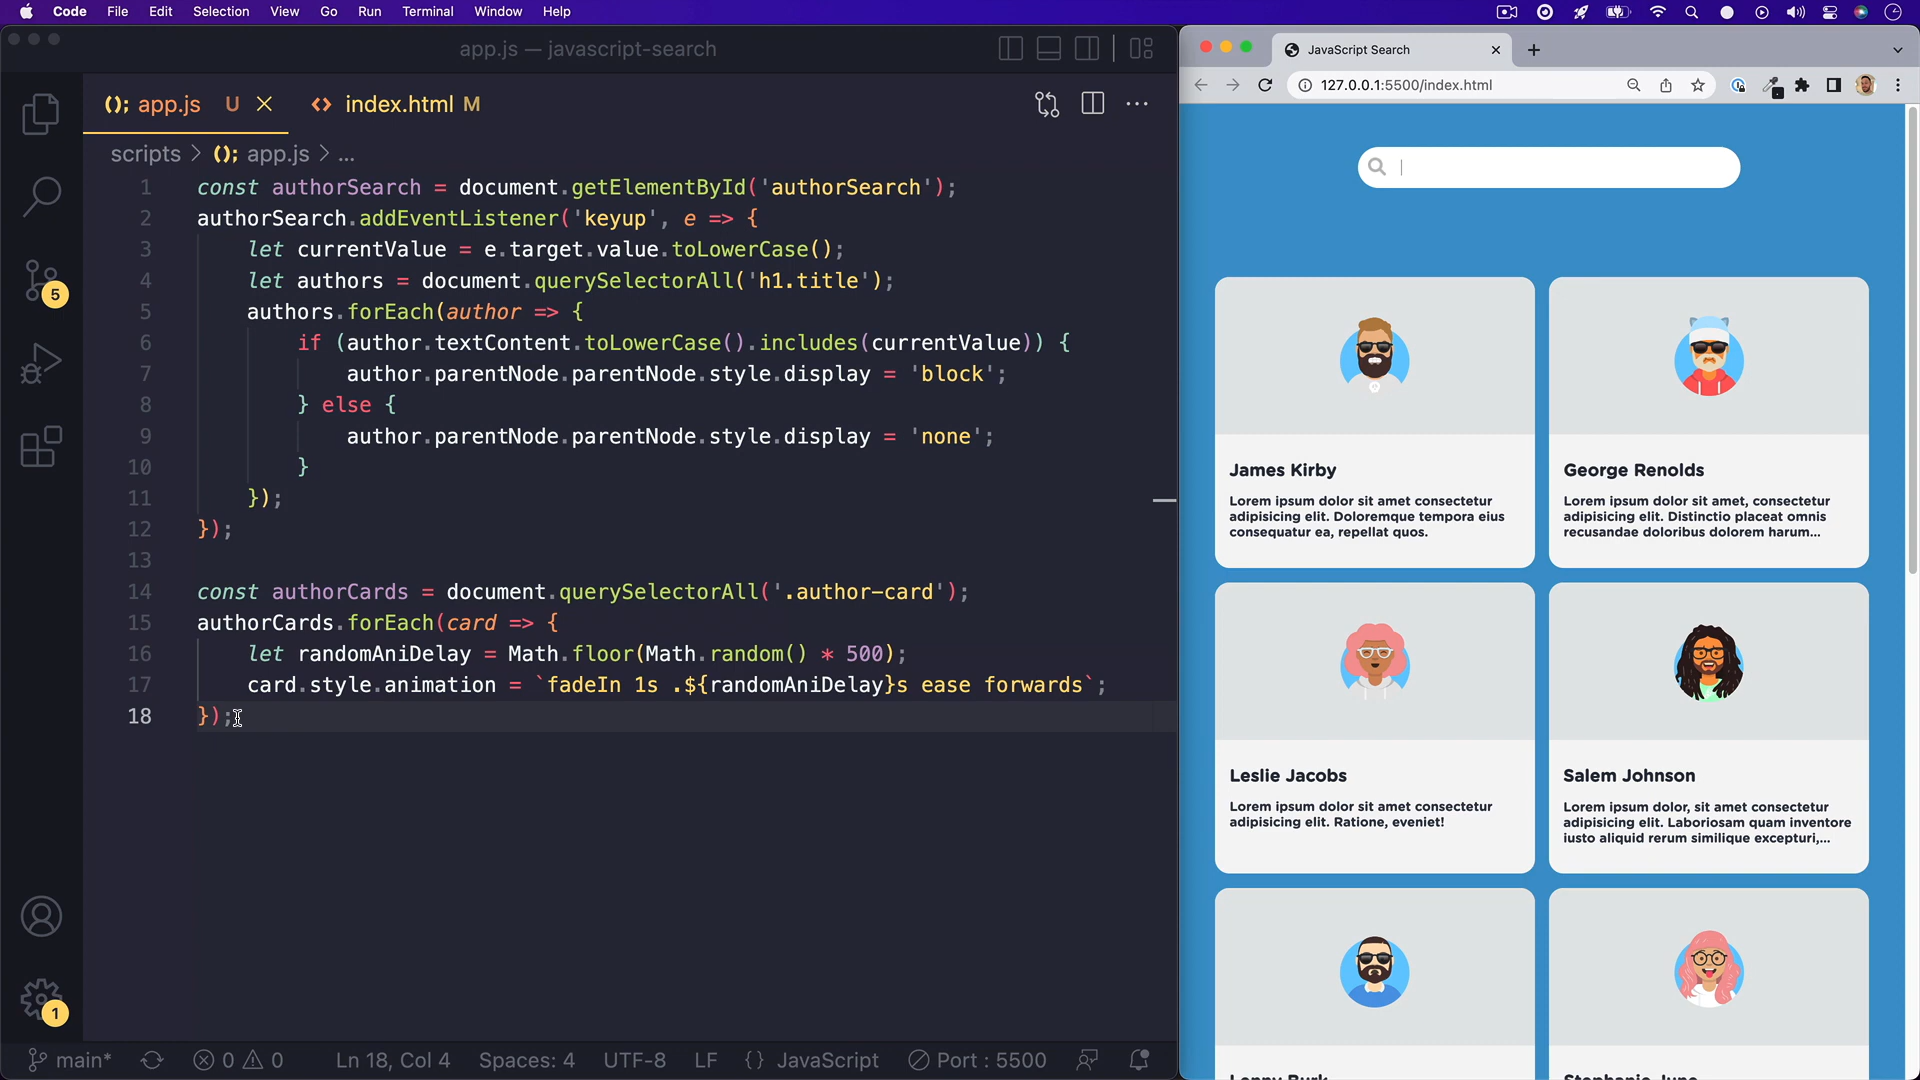 Code File Edit Selection View Go Run Terminal Window Help
app.js — javascript-search
(); app.js U
<> index.html M
scripts > (); app.js > ...
1 const authorSearch = document.getElementById('authorSearch');
2 authorSearch.addEventListener('keyup', e => {
3 let currentValue = e.target.value.toLowerCase();
4 let authors = document.querySelectorAll('h1.title');
5 authors.forEach(author => {
6 if (author.textContent.toLowerCase().includes(currentValue)) {
7 author.parentNode.parentNode.style.display = 'block';
8 } else {
9 author.parentNode.parentNode.style.display = 'none';
10 }
11 });
12 });
13
14 const authorCards = document.querySelectorAll('.author-card');
15 authorCards.forEach(card => {
16 let randomAniDelay = Math.floor(Math.random() * 500);
17 card.style.animation = `fadeIn 1s .${randomAniDelay}s ease forwards`;
18 });
5
1
main* 0 0 Ln 18, Col 4 Spaces: 4 UTF-8 LF {} JavaScript Port : 5500
JavaScript Search
127.0.0.1:5500/index.html
James Kirby
Lorem ipsum dolor sit amet consectetur
adipisicing elit. Doloremque tempora eius
consequatur ea, repellat quos.
George Renolds
Lorem ipsum dolor sit amet, consectetur
adipisicing elit. Distinctio placeat omnis
recusandae doloribus dolorem harum...
Leslie Jacobs
Lorem ipsum dolor sit amet consectetur
adipisicing elit. Ratione, eveniet!
Salem Johnson
Lorem ipsum dolor, sit amet consectetur
adipisicing elit. Laboriosam quam inventore
iusto aliquid rerum similique excepturi,...